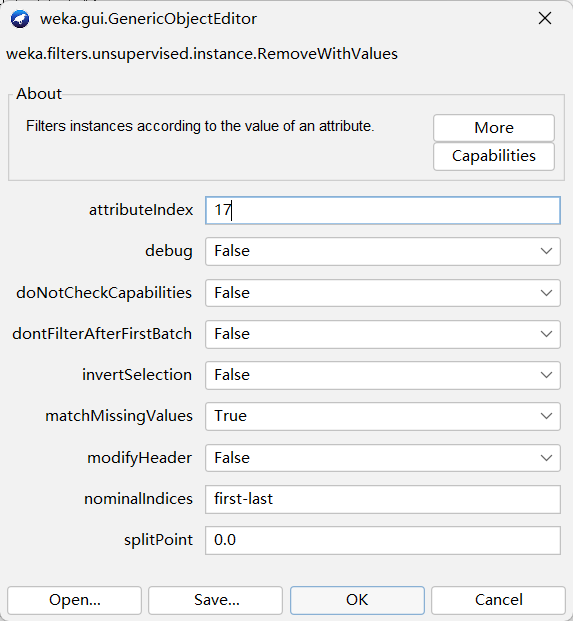 weka.gui.GenericObjectEditor
weka.filters.unsupervised.instance.RemoveWithValues
About
Filters instances according to the value of an attribute.
More
Capabilities
attributeIndex 17
debug False
doNotCheckCapabilities False
dontFilterAfterFirstBatch False
invertSelection False
matchMissingValues True
modifyHeader False
nominalIndices first-last
splitPoint 0.0
Open... Save... OK Cancel